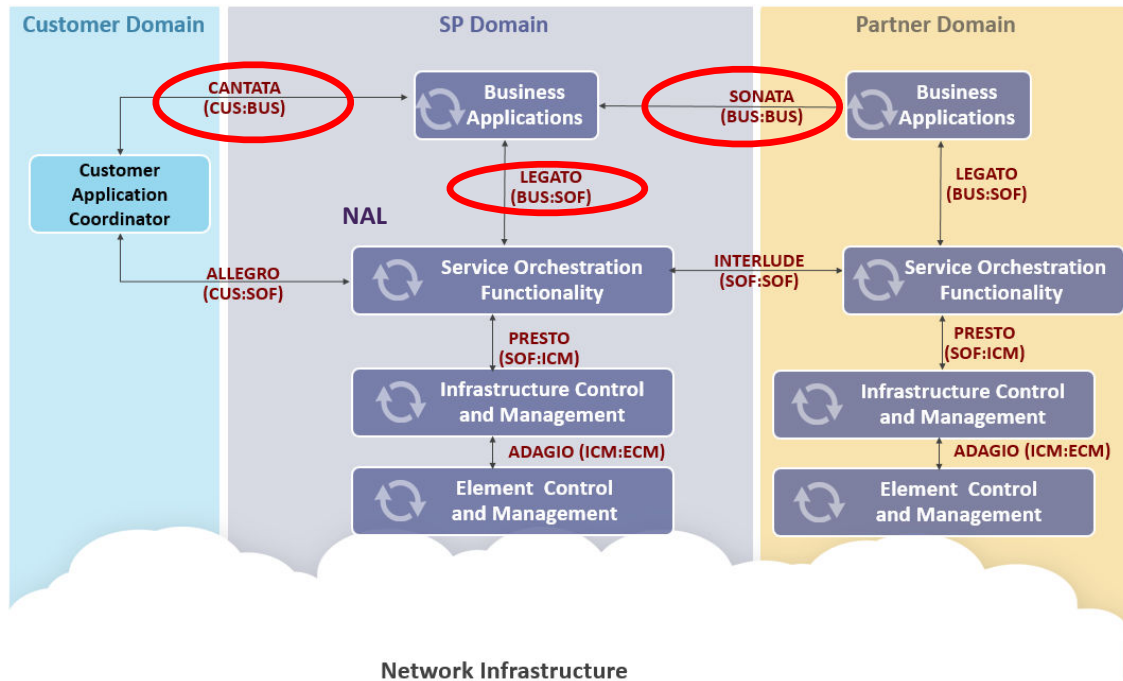 Customer Domain
SP Domain
Partner Domain
CANTATA
(CUS:BUS)
Business
Applications
SONATA
(BUS:BUS)
Business
Applications
Customer
Application
Coordinator
LEGATO
(BUS:SOF)
LEGATO
(BUS:SOF)
NAL
ALLEGRO
(CUS:SOF)
Service Orchestration
Functionality
INTERLUDE
(SOF:SOF)
Service Orchestration
Functionality
PRESTO
(SOF:ICM)
PRESTO
(SOF:ICM)
Infrastructure Control
and Management
Infrastructure Control
and Management
ADAGIO (ICM:ECM)
ADAGIO (ICM:ECM)
Element Control
and Management
Element Control
and Management
Network Infrastructure